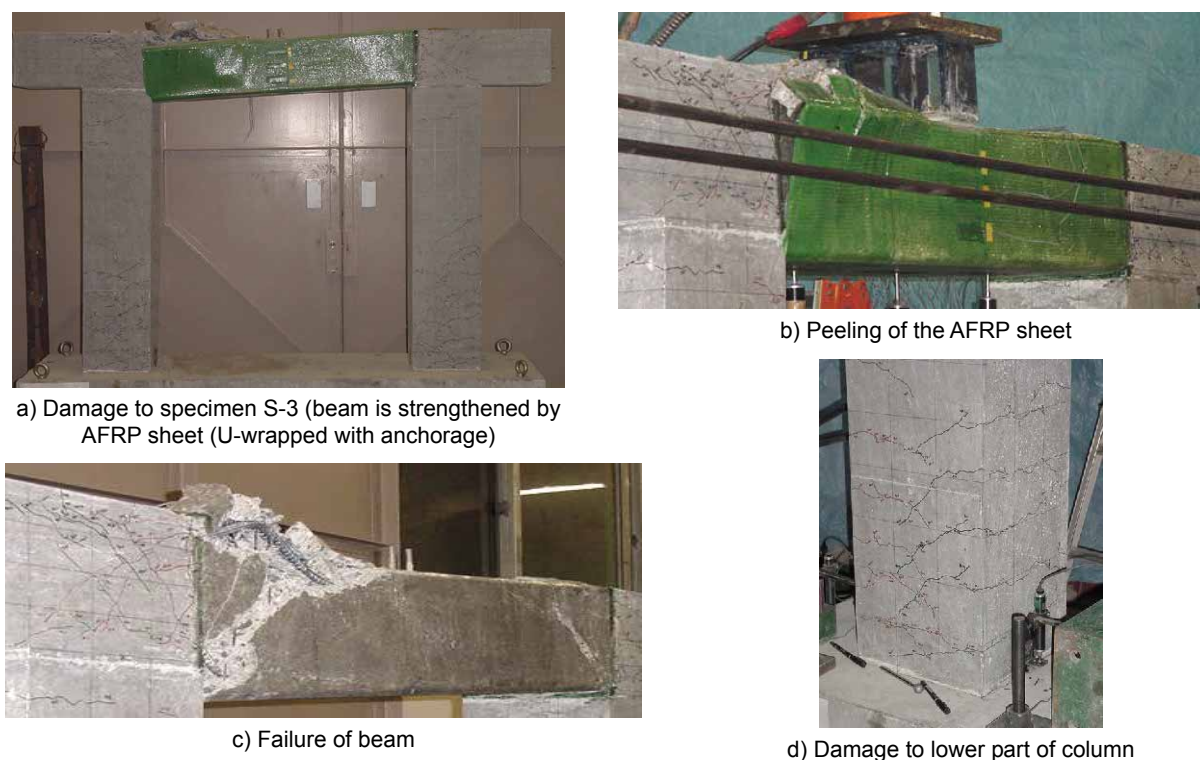 a) Damage to specimen S-3 (beam is strengthened by
AFRP sheet (U-wrapped with anchorage)
b) Peeling of the AFRP sheet
c) Failure of beam
d) Damage to lower part of column